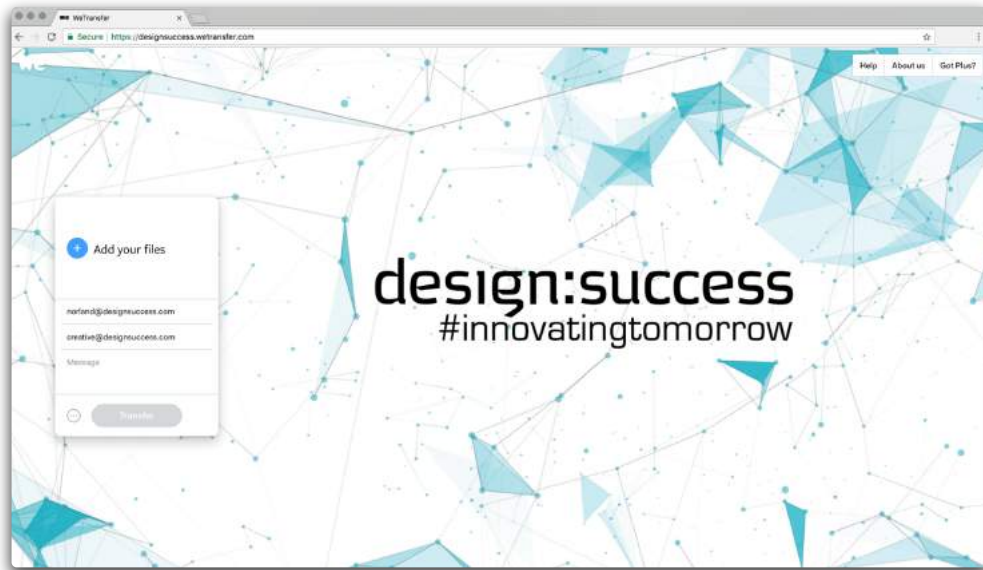 WeTransfer
Secure https://designsuccess.wetransfer.com
we
Help About us Got Plus?
Add your files
norland@designsuccess.com
creative@designsuccess.com
Message
Transfer
design:success
#innovatingtomorrow